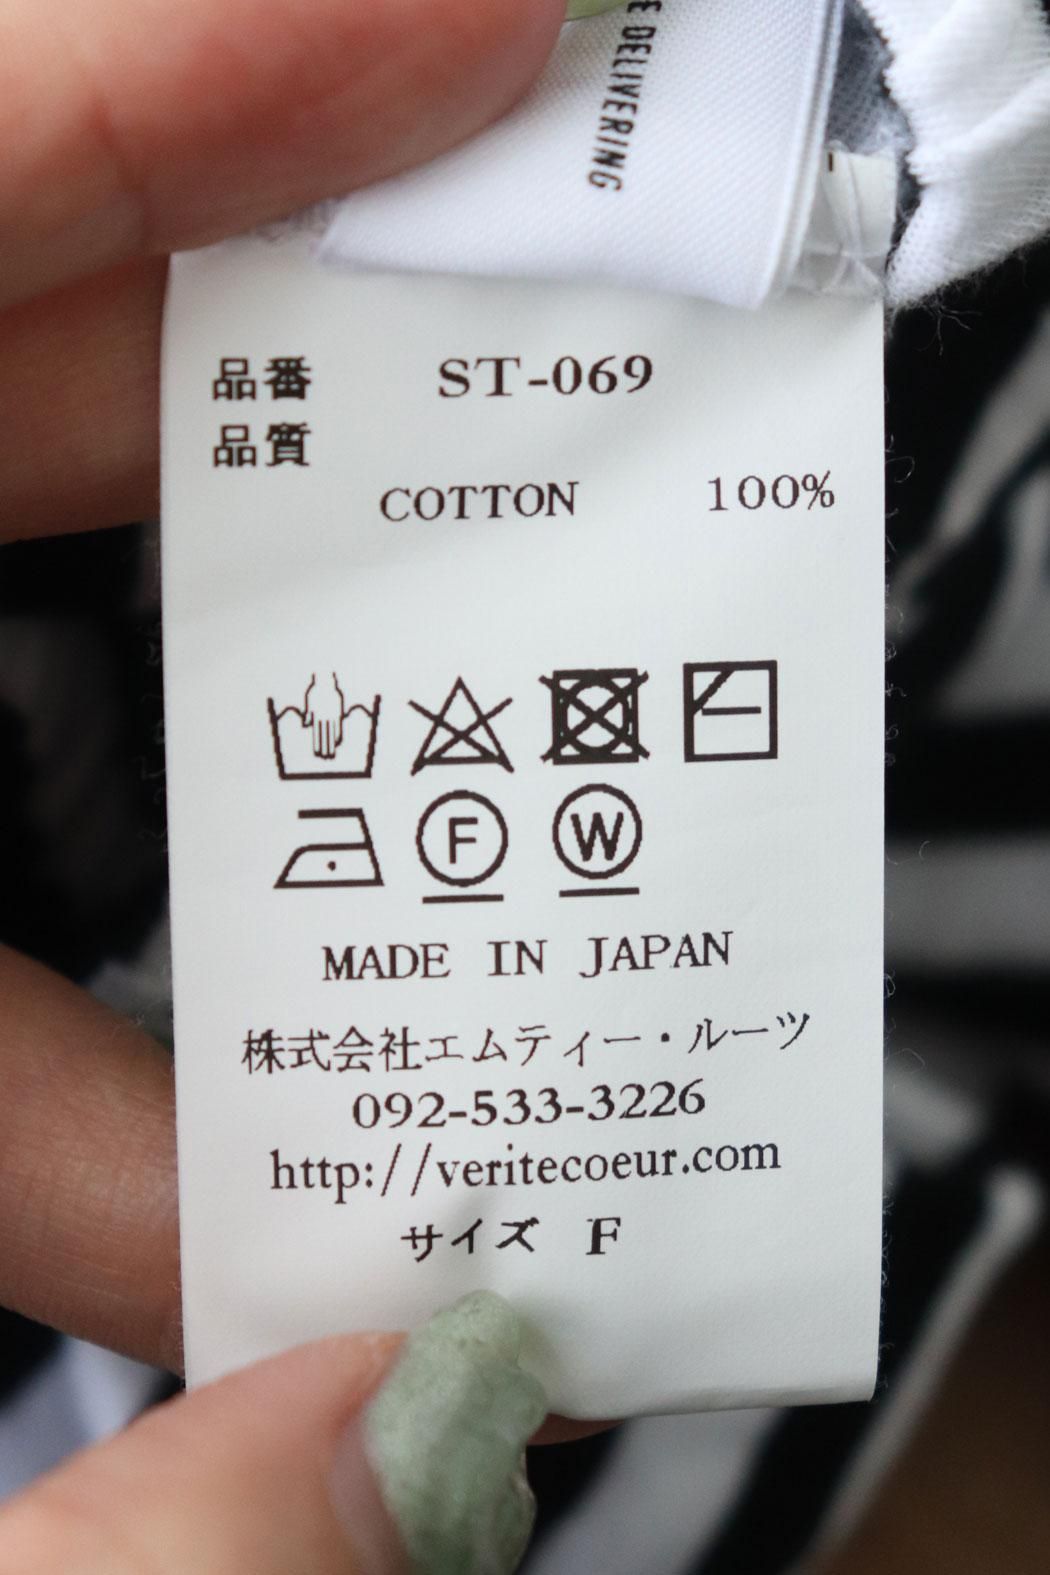 E DELIVERING
品番 ST-069
品質
COTTON 100%
F W
MADE IN JAPAN
株式会社エムティー・ルーツ
092-533-3226
http://veritecoeur.com
サイズ F